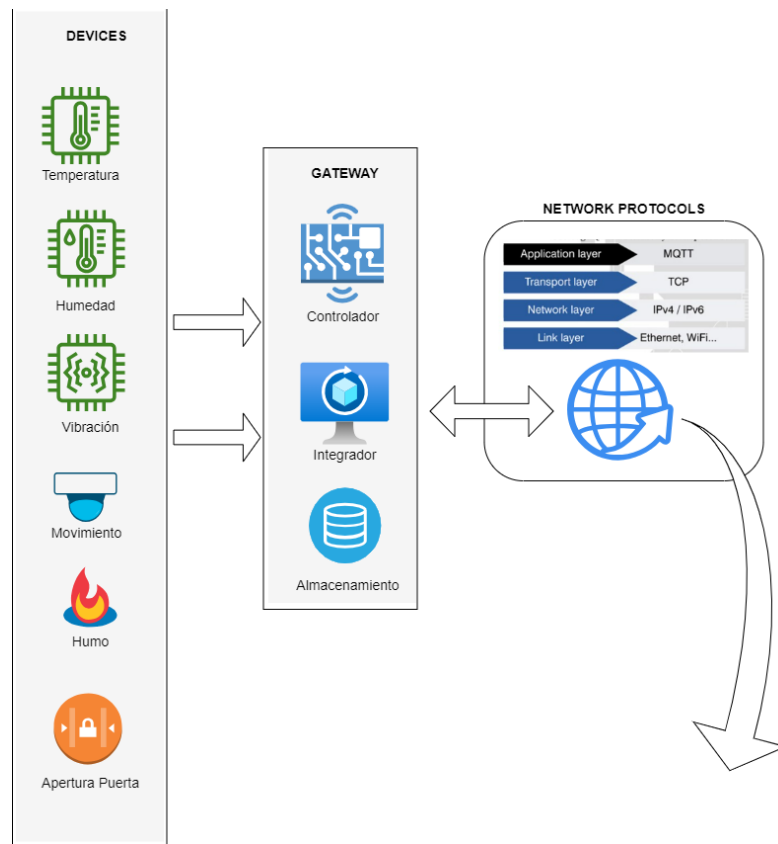 DEVICES
Temperatura
Humedad
Vibración
Movimiento
Humo
Apertura Puerta
GATEWAY
Controlador
Integrador
Almacenamiento
NETWORK PROTOCOLS
Application layer MQTT
Transport layer TCP
Network layer IPv4 / IPv6
Link layer Ethernet, WiFi...